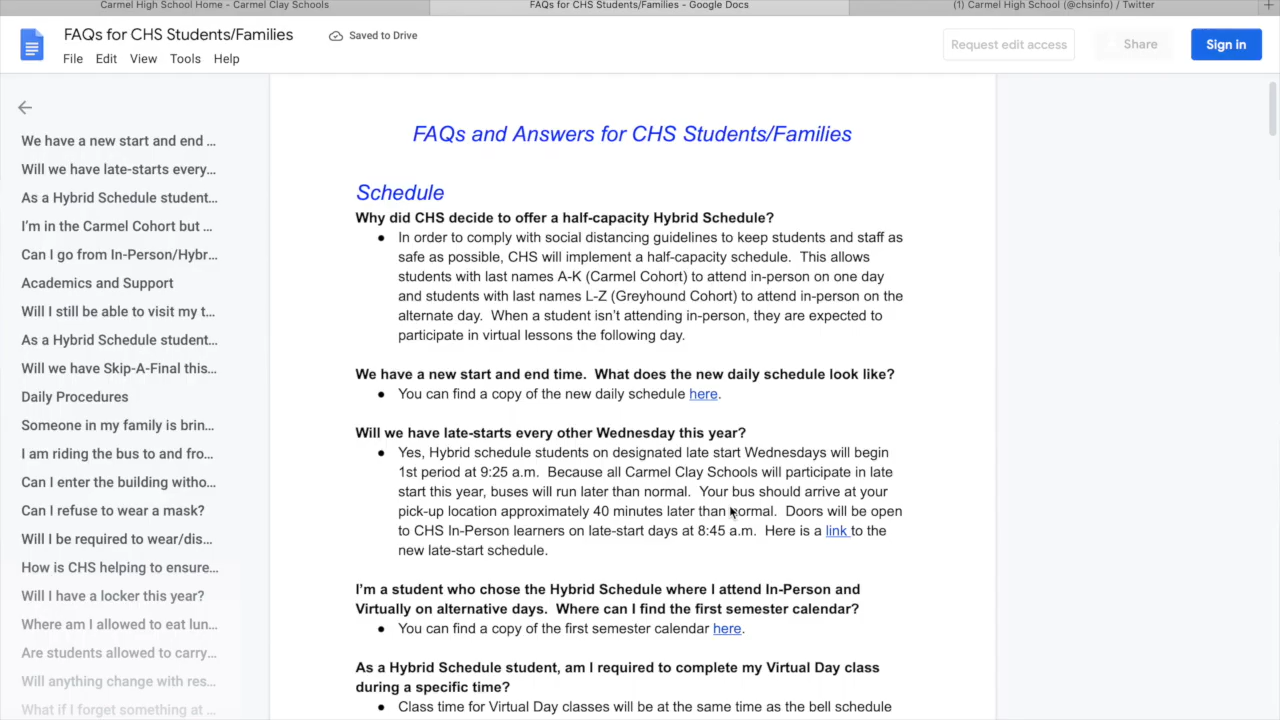 Carmel High School Home - Carmel Clay Schools
FAQs for CHS Students/Families - Google Docs
(1) Carmel High School (@chsinfo) / Twitter
FAQs for CHS Students/Families
Saved to Drive
File Edit View Tools Help
Request edit access
Share
Sign in
We have a new start and end ...
Will we have late-starts every...
As a Hybrid Schedule student...
I'm in the Carmel Cohort but ...
Can I go from In-Person/Hybr...
Academics and Support
Will I still be able to visit my t...
As a Hybrid Schedule student...
Will we have Skip-A-Final this...
Daily Procedures
Someone in my family is brin...
I am riding the bus to and fro...
Can I enter the building witho...
Can I refuse to wear a mask?
Will I be required to wear/dis...
How is CHS helping to ensure...
Will I have a locker this year?
Where am I allowed to eat lun...
Are students allowed to carry...
Will anything change with res...
What if I forget something at ...
FAQs and Answers for CHS Students/Families
Schedule
Why did CHS decide to offer a half-capacity Hybrid Schedule?
● In order to comply with social distancing guidelines to keep students and staff as
safe as possible, CHS will implement a half-capacity schedule. This allows
students with last names A-K (Carmel Cohort) to attend in-person on one day
and students with last names L-Z (Greyhound Cohort) to attend in-person on the
alternate day. When a student isn't attending in-person, they are expected to
participate in virtual lessons the following day.
We have a new start and end time. What does the new daily schedule look like?
● You can find a copy of the new daily schedule here.
Will we have late-starts every other Wednesday this year?
● Yes, Hybrid schedule students on designated late start Wednesdays will begin
1st period at 9:25 a.m. Because all Carmel Clay Schools will participate in late
start this year, buses will run later than normal. Your bus should arrive at your
pick-up location approximately 40 minutes later than normal. Doors will be open
to CHS In-Person learners on late-start days at 8:45 a.m. Here is a link to the
new late-start schedule.
I'm a student who chose the Hybrid Schedule where I attend In-Person and
Virtually on alternative days. Where can I find the first semester calendar?
● You can find a copy of the first semester calendar here.
As a Hybrid Schedule student, am I required to complete my Virtual Day class
during a specific time?
● Class time for Virtual Day classes will be at the same time as the bell schedule